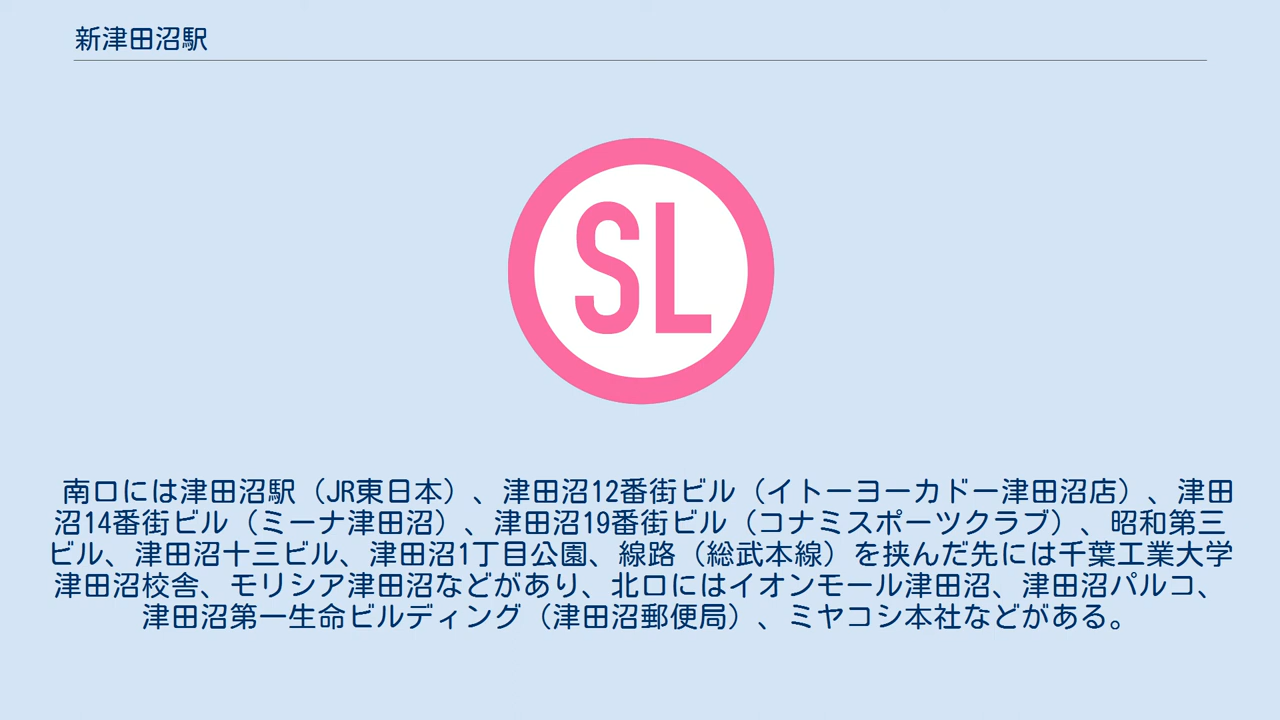 新津田沼駅
SL
南口には津田沼駅（JR東日本）、津田沼12番街ビル（イトーヨーカドー津田沼店）、津田
沼14番街ビル（ミーナ津田沼）、津田沼19番街ビル（コナミスポーツクラブ）、昭和第三
ビル、津田沼十三ビル、津田沼1丁目公園、線路（総武本線）を挟んだ先には千葉工業大学
津田沼校舎、モリシア津田沼などがあり、北口にはイオンモール津田沼、津田沼パルコ、
津田沼第一生命ビルディング（津田沼郵便局）、ミヤコシ本社などがある。